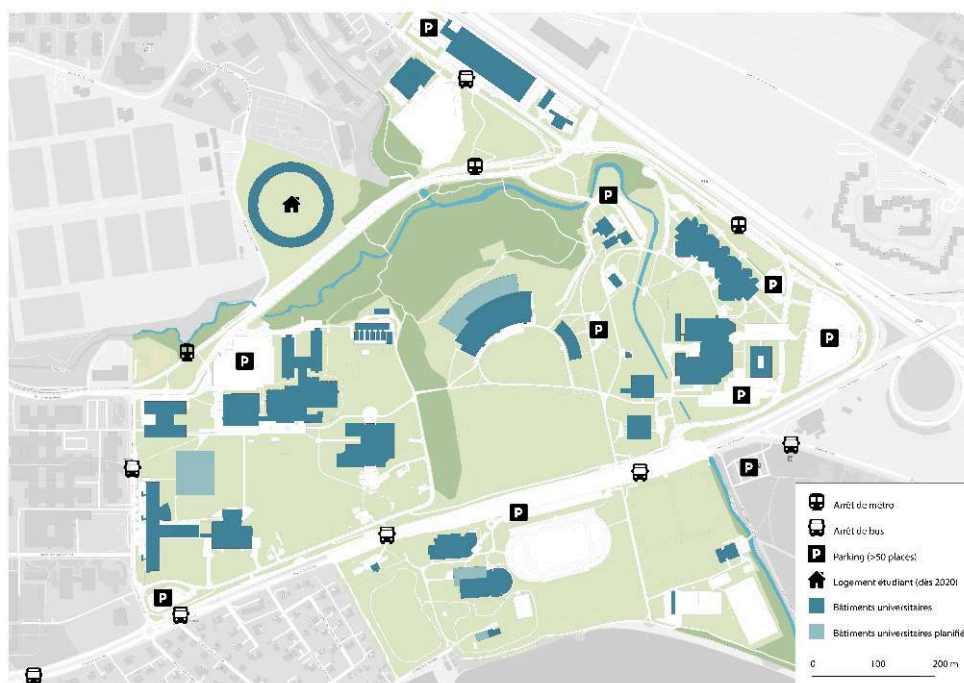 P
P
P
P
P
P
P
P
P
P
Arrêt de métro
Arrêt de bus
P
Parking (>50 places)
Logement étudiant (dès 2020)
Bâtiments universitaires
Bâtiments universitaires planifié
0 100 200 m